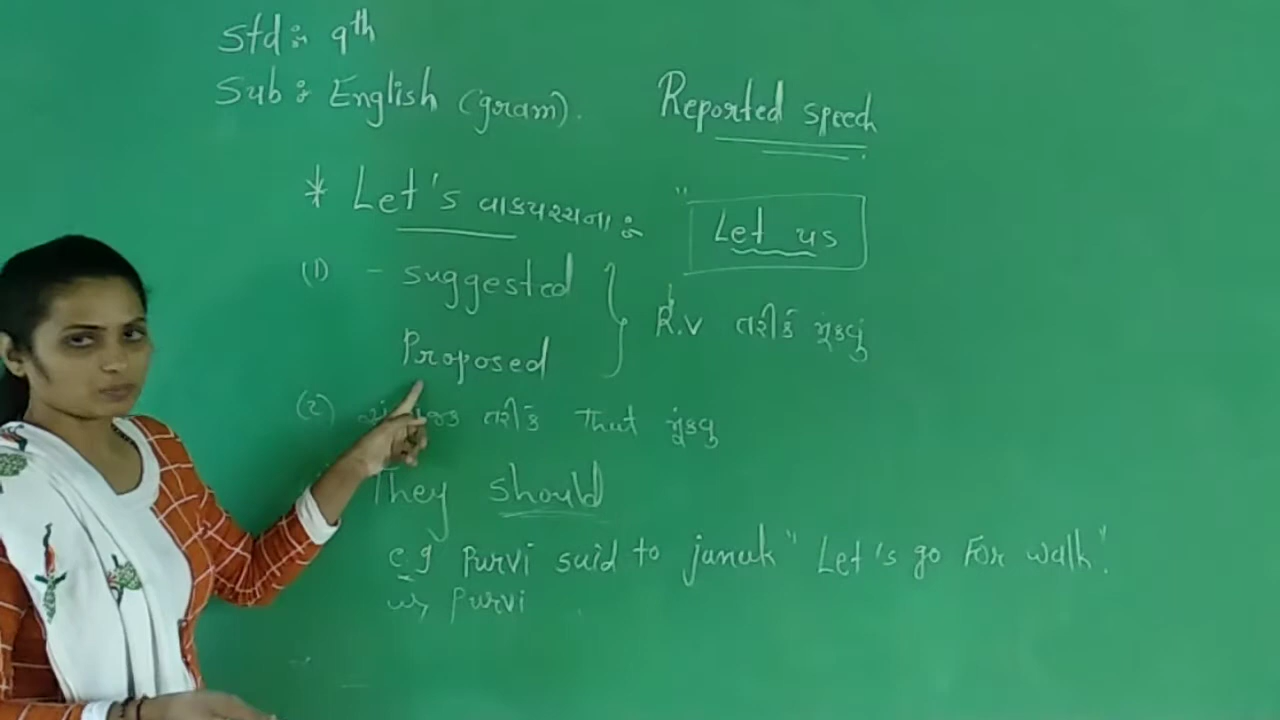 Std :- 9th
Sub : English (gram).
Reported speech
* Let's વાક્યરચના :-
" Let us
(1) - suggested
Proposed
R.V તરીકે મૂકવું
(૨) તરીકે That મૂકવુ
They should
e.g Purvi said to janak " Let's go For walk".
Purvi